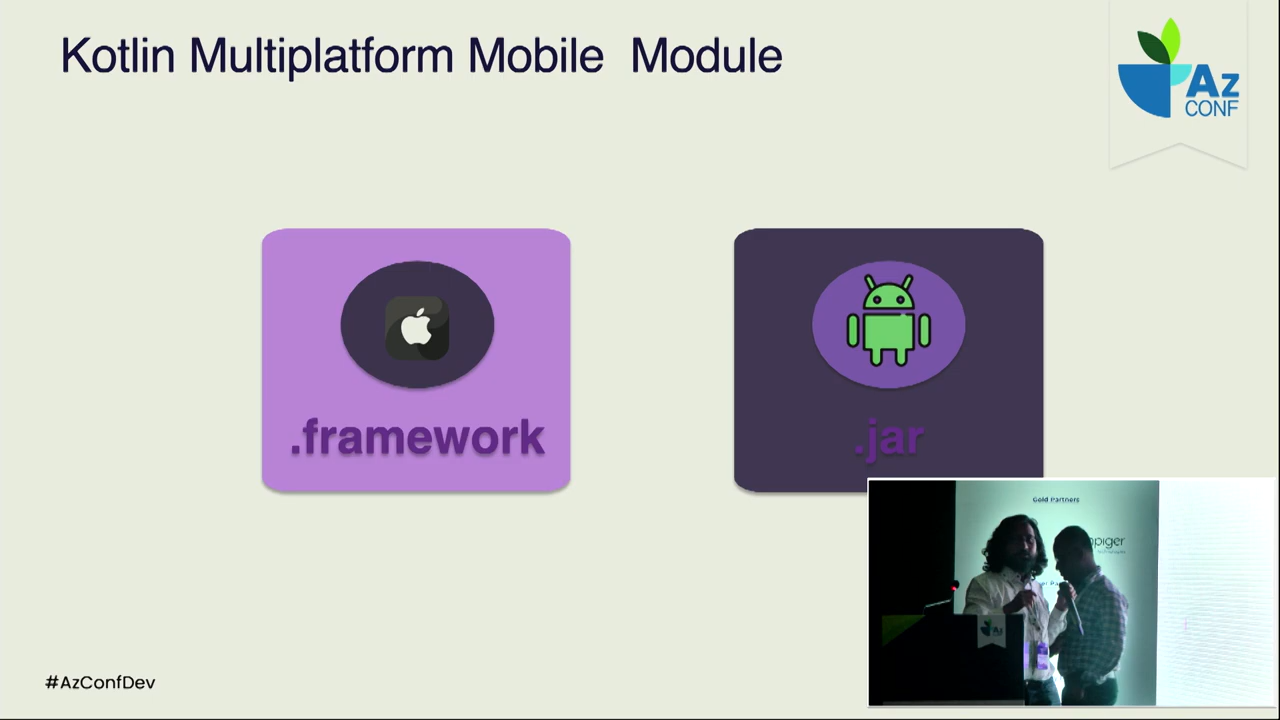 Kotlin Multiplatform Mobile  Module
Az
CONF
.framework
.jar
Gold Partners
#AzConfDev